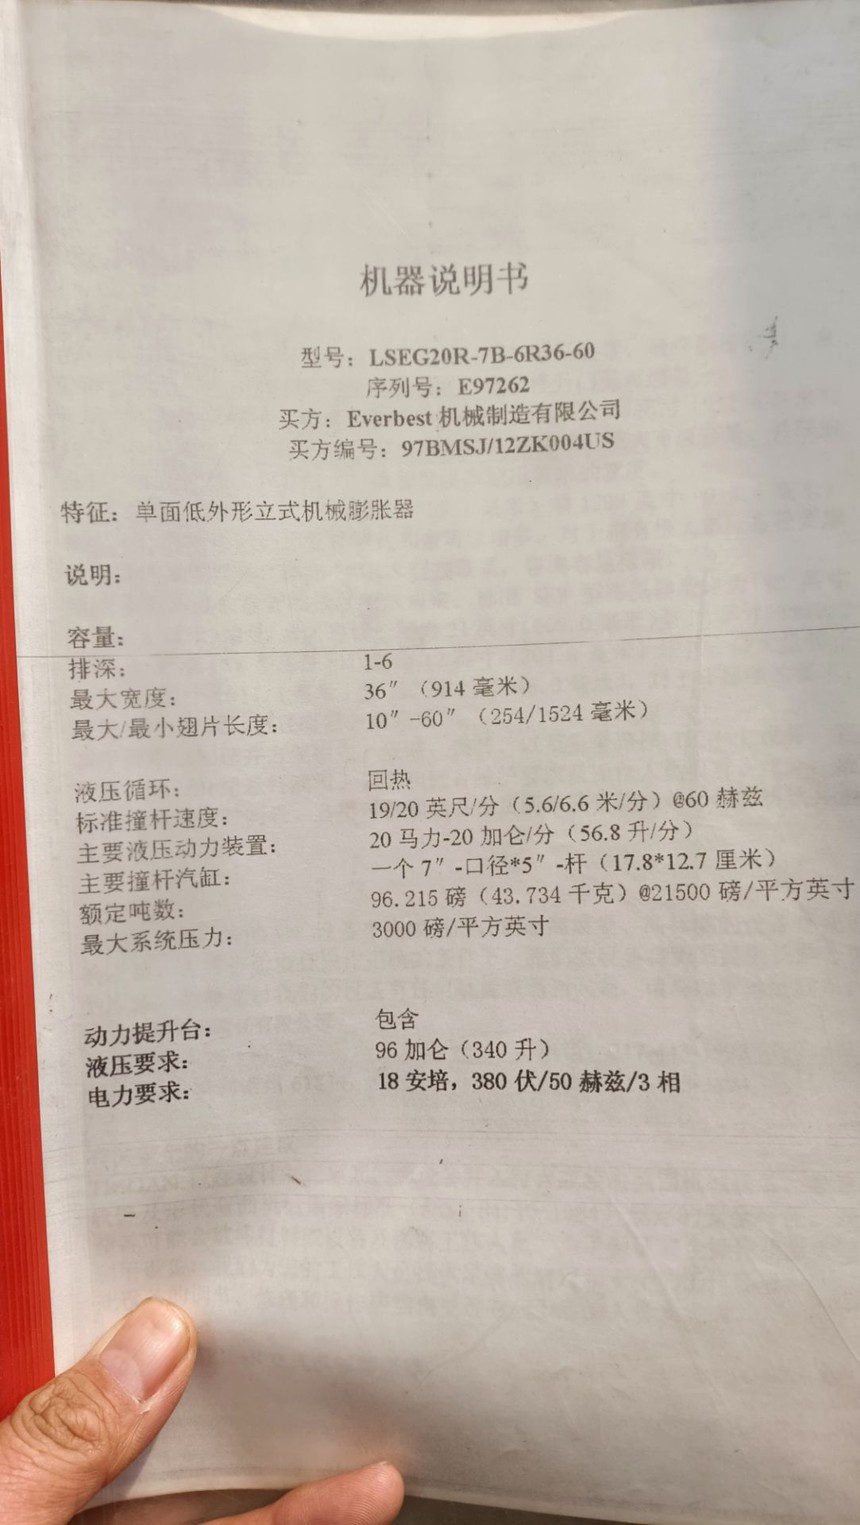 机器说明书
型号：LSEG20R-7B-6R36-60
序列号：E97262
买方：Everbest 机械制造有限公司
买方编号：97BMSJ/12ZK004US
特征：单面低外形立式机械膨胀器
说明：
容量：
排深： 1-6
最大宽度： 36″（914 毫米）
最大/最小翅片长度： 10″-60″（254/1524 毫米）
液压循环： 回热
标准撞杆速度： 19/20 英尺/分（5.6/6.6 米/分）@60 赫兹
主要液压动力装置： 20 马力-20 加仑/分（56.8 升/分）
主要撞杆汽缸： 一个 7″-口径*5″-杆（17.8*12.7 厘米）
额定吨数： 96.215 磅（43.734 千克）@21500 磅/平方英寸
最大系统压力： 3000 磅/平方英寸
动力提升台： 包含
液压要求： 96 加仑（340 升）
电力要求： 18 安培，380 伏/50 赫兹/3 相